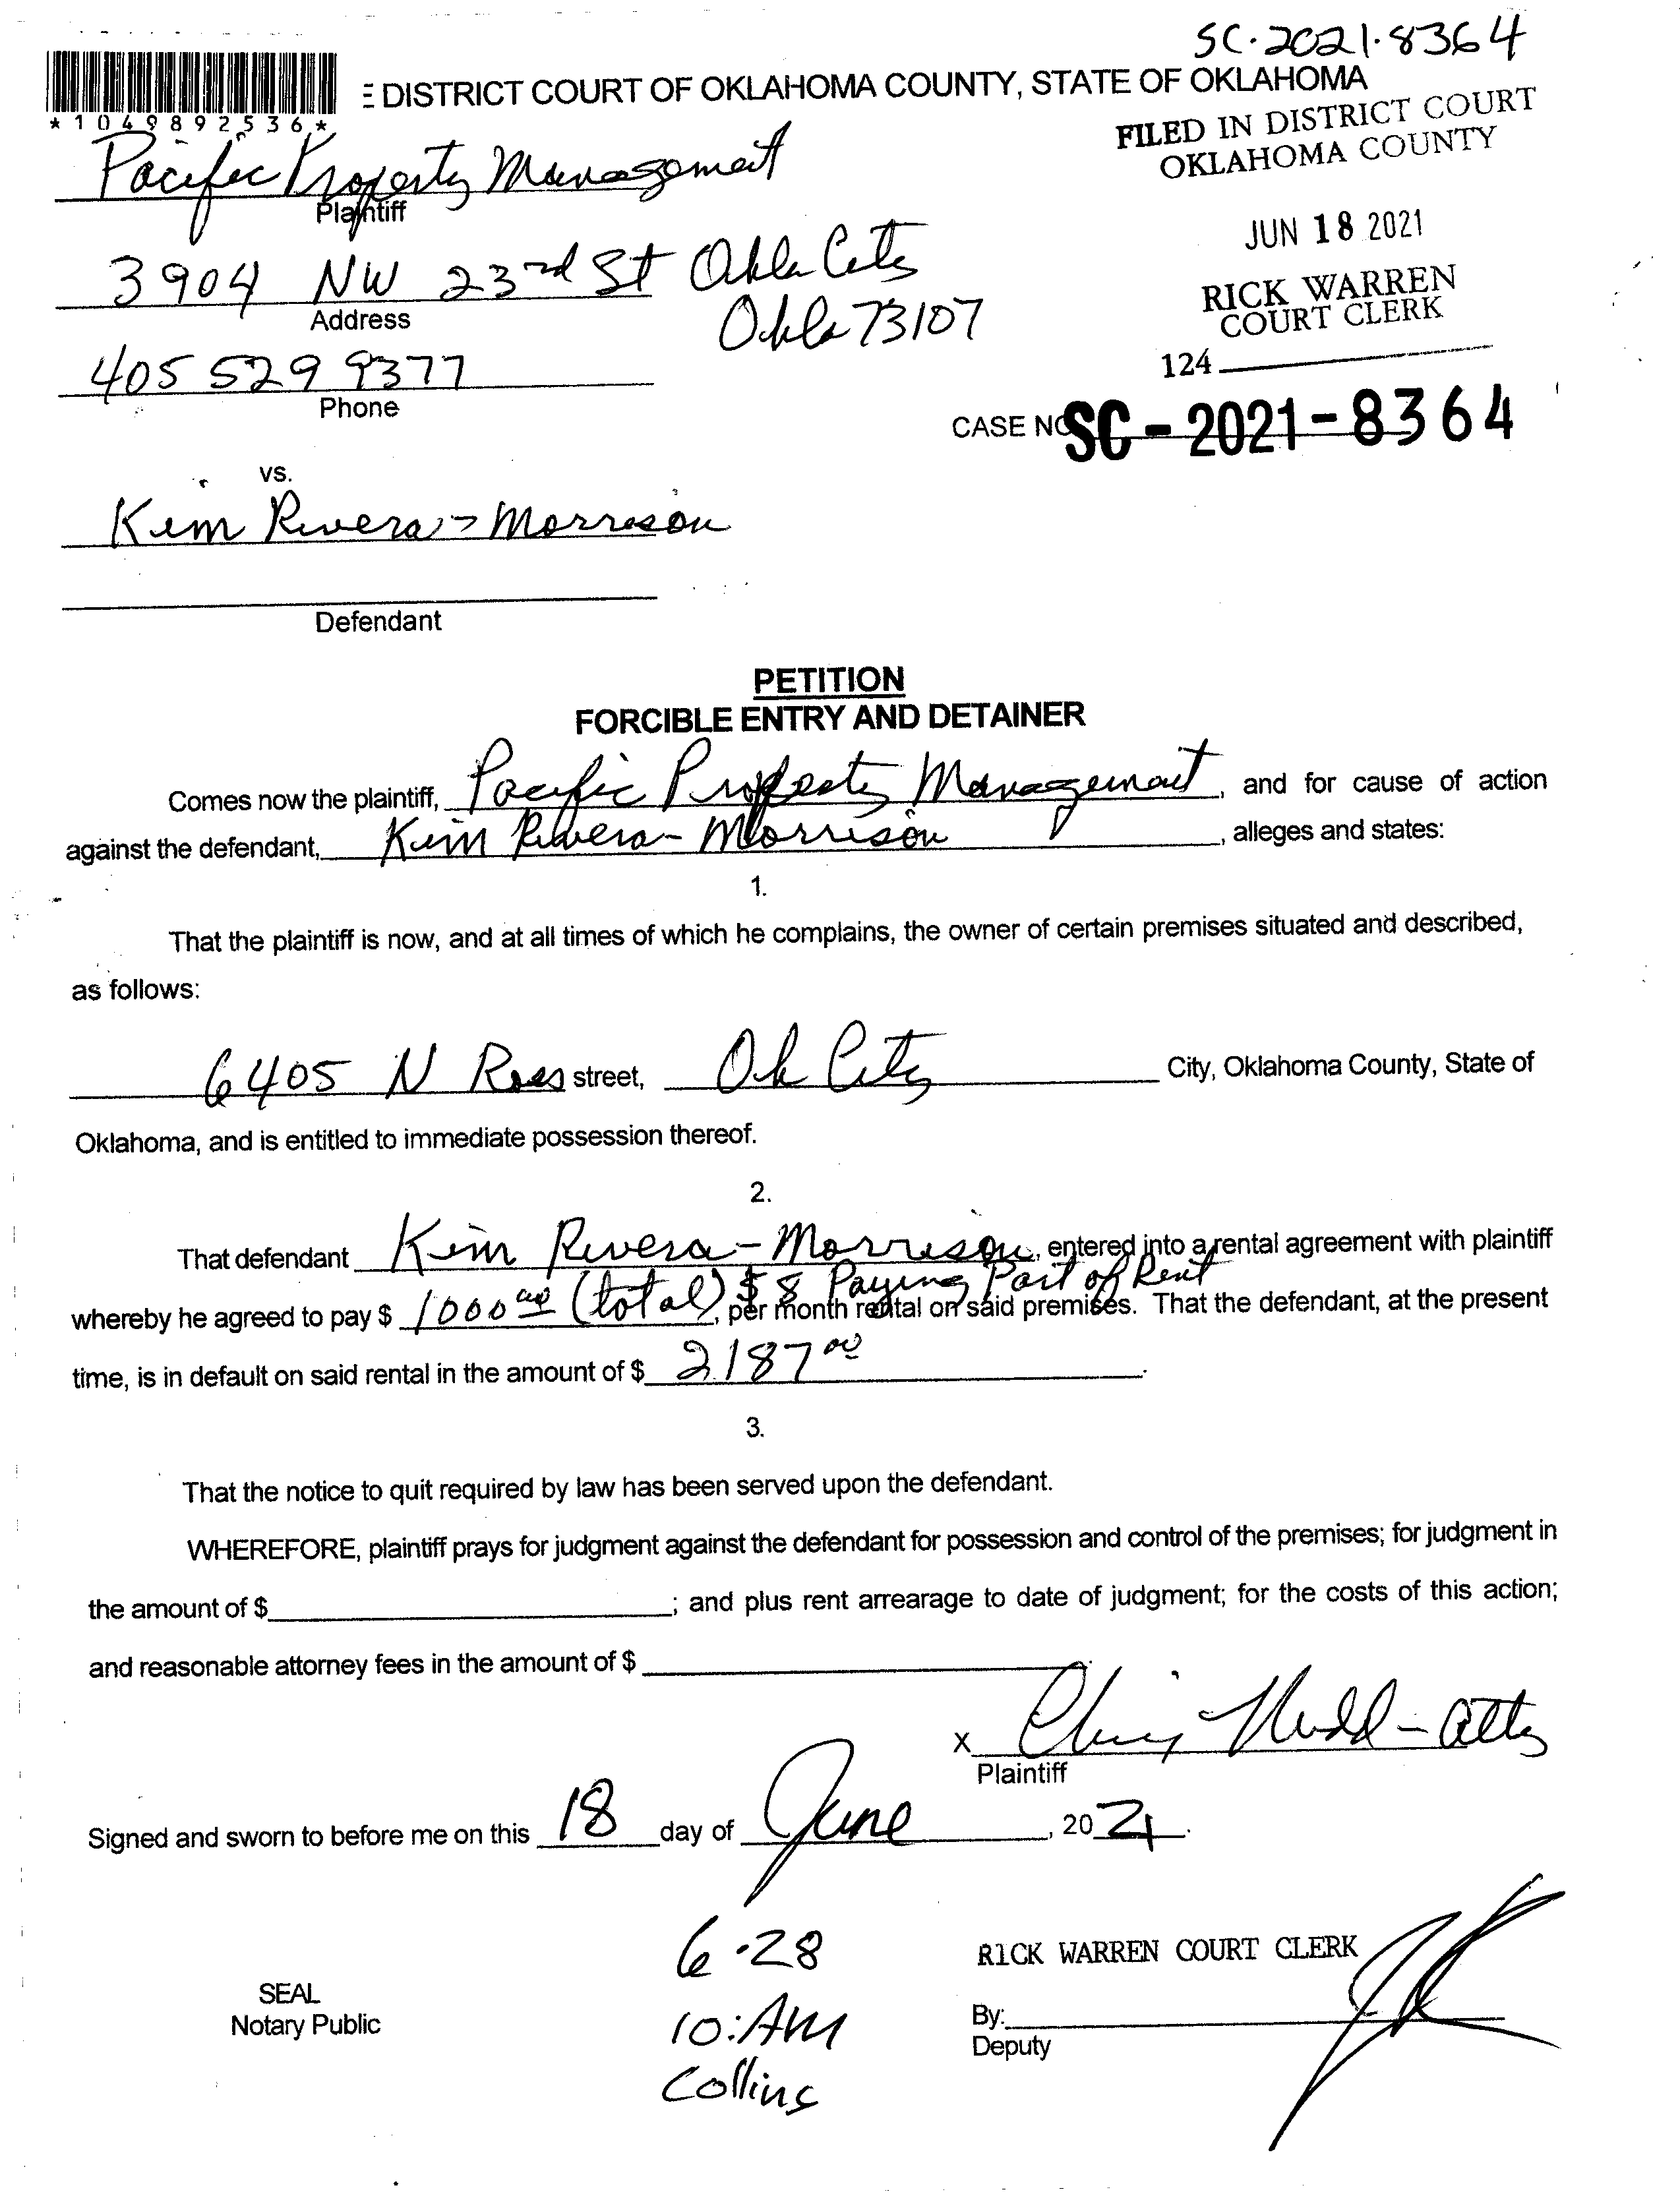 SC·2021·8364
*1049892536*
E DISTRICT COURT OF OKLAHOMA COUNTY, STATE OF OKLAHOMA
FILED IN DISTRICT COURT
OKLAHOMA COUNTY
Pacific Property Management
Plaintiff
JUN 18 2021
3904 NW 23rd St Okla City
Okla 73107
Address
RICK WARREN
COURT CLERK
124
405 529 9377
Phone
CASE NO SC-2021-8364
vs.
Kim Rivera-Morrison
Defendant
PETITION
FORCIBLE ENTRY AND DETAINER
Comes now the plaintiff, Pacific Property Management, and for cause of action
against the defendant, Kim Rivera-Morrison, alleges and states:
1.
That the plaintiff is now, and at all times of which he complains, the owner of certain premises situated and described,
as follows:
6405 N Ross street, Ok City City, Oklahoma County, State of
Oklahoma, and is entitled to immediate possession thereof.
2.
That defendant Kim Rivera-Morrison, entered into a rental agreement with plaintiff
$8 Paying Part of Rent
whereby he agreed to pay $ 1000 00 (total), per month rental on said premises. That the defendant, at the present
time, is in default on said rental in the amount of $ 2187 00.
3.
That the notice to quit required by law has been served upon the defendant.
WHEREFORE, plaintiff prays for judgment against the defendant for possession and control of the premises; for judgment in
the amount of $; and plus rent arrearage to date of judgment; for the costs of this action;
and reasonable attorney fees in the amount of $
x - atty
Plaintiff
Signed and sworn to before me on this 18 day of June, 2021.
6-28
10:AM
Collins
RICK WARREN COURT CLERK
SEAL
Notary Public
By:
Deputy